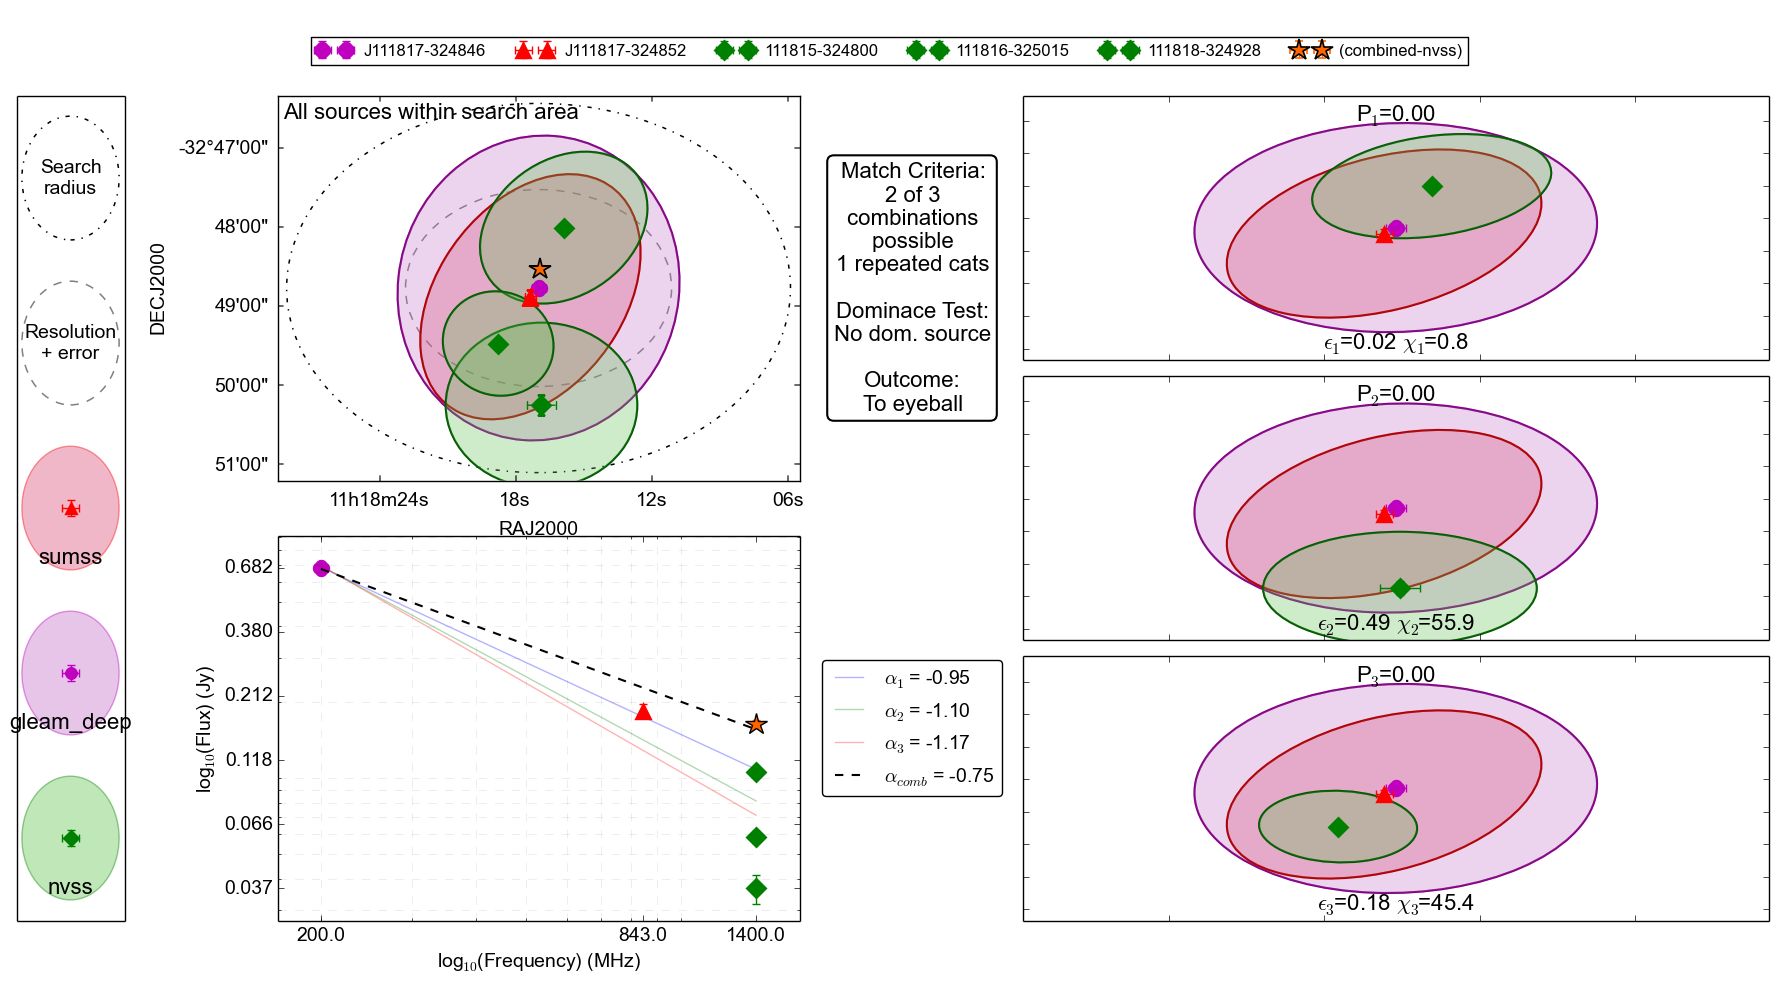 J111817-324846 J111817-324852 111815-324800 111816-325015 111818-324928 (combined-nvss)
Search
radius
Resolution
+ error
sumss
gleam_deep
nvss
All sources within search area
DECJ2000
-32°47'00"
48'00"
49'00"
50'00"
51'00"
11h18m24s 18s 12s 06s
RAJ2000
Match Criteria:
2 of 3
combinations
possible
1 repeated cats
Dominace Test:
No dom. source
Outcome:
To eyeball
log₁₀(Flux) (Jy)
0.682
0.380
0.212
0.118
0.066
0.037
200.0 843.0 1400.0
log₁₀(Frequency) (MHz)
α₁ = -0.95
α₂ = -1.10
α₃ = -1.17
α_comb = -0.75
P₁=0.00
ϵ₁=0.02 χ₁=0.8
P₂=0.00
ϵ₂=0.49 χ₂=55.9
P₃=0.00
ϵ₃=0.18 χ₃=45.4